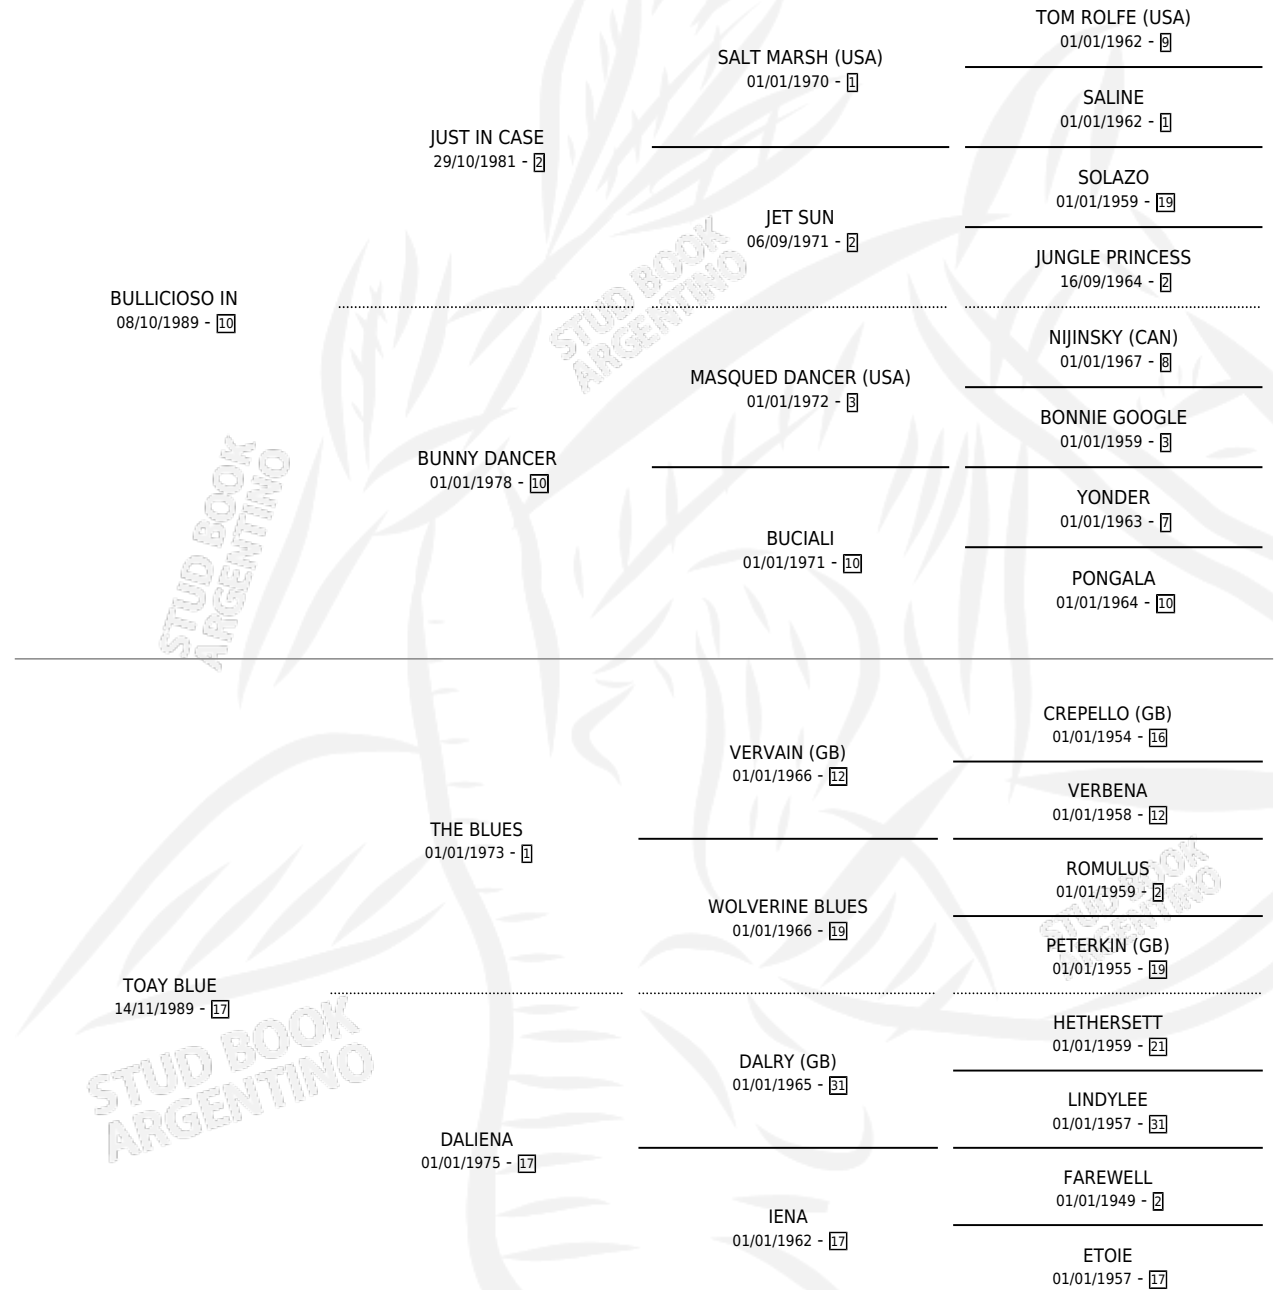 BULLICIOSO IN
08/10/1989 - 10
JUST IN CASE
29/10/1981 - 2
SALT MARSH (USA)
01/01/1970 - 1
TOM ROLFE (USA)
01/01/1962 - 9
SALINE
01/01/1962 - 1
JET SUN
06/09/1971 - 2
SOLAZO
01/01/1959 - 19
JUNGLE PRINCESS
16/09/1964 - 2
BUNNY DANCER
01/01/1978 - 10
MASQUED DANCER (USA)
01/01/1972 - 3
NIJINSKY (CAN)
01/01/1967 - 8
BONNIE GOOGLE
01/01/1959 - 3
BUCIALI
01/01/1971 - 10
YONDER
01/01/1963 - 7
PONGALA
01/01/1964 - 10
TOAY BLUE
14/11/1989 - 17
THE BLUES
01/01/1973 - 1
VERVAIN (GB)
01/01/1966 - 12
CREPELLO (GB)
01/01/1954 - 16
VERBENA
01/01/1958 - 12
WOLVERINE BLUES
01/01/1966 - 19
ROMULUS
01/01/1959 - 2
PETERKIN (GB)
01/01/1955 - 19
DALIENA
01/01/1975 - 17
DALRY (GB)
01/01/1965 - 31
HETHERSETT
01/01/1959 - 21
LINDYLEE
01/01/1957 - 31
IENA
01/01/1962 - 17
FAREWELL
01/01/1949 - 2
ETOIE
01/01/1957 - 17
STUD BOOK
ARGENTINO
STUD BOOK
ARGENTINO
STUD BOOK
ARGENTINO
STUD BOOK
ARGENTINO